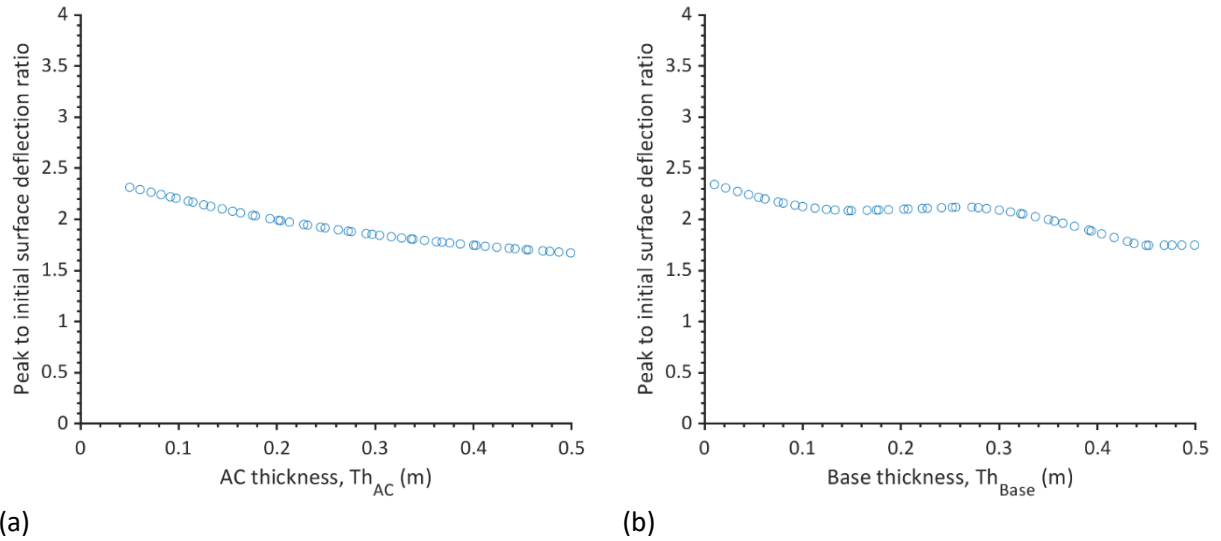 4
3.5
3
2.5
2
1.5
1
0.5
0
Peak to initial surface deflection ratio
0 0.1 0.2 0.3 0.4 0.5
AC thickness, Th_AC (m)
(a)
4
3.5
3
2.5
2
1.5
1
0.5
0
Peak to initial surface deflection ratio
0 0.1 0.2 0.3 0.4 0.5
Base thickness, Th_Base (m)
(b)